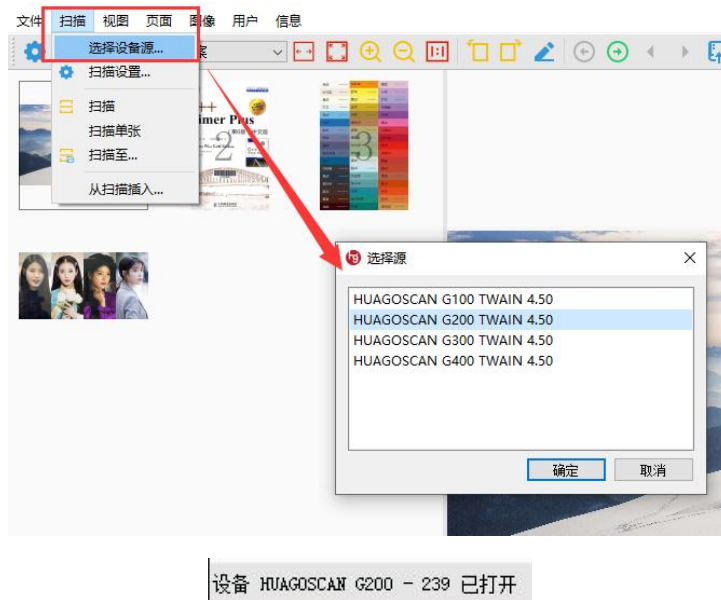 文件 扫描 视图 页面 图像 用户 信息
选择设备源...
扫描设置...
扫描
扫描单张
扫描至...
从扫描插入...
imer Plus
2
3
选择源
HUAGOSCAN G100 TWAIN 4.50
HUAGOSCAN G200 TWAIN 4.50
HUAGOSCAN G300 TWAIN 4.50
HUAGOSCAN G400 TWAIN 4.50
确定 取消
设备 HUAGOSCAN G200 - 239 已打开